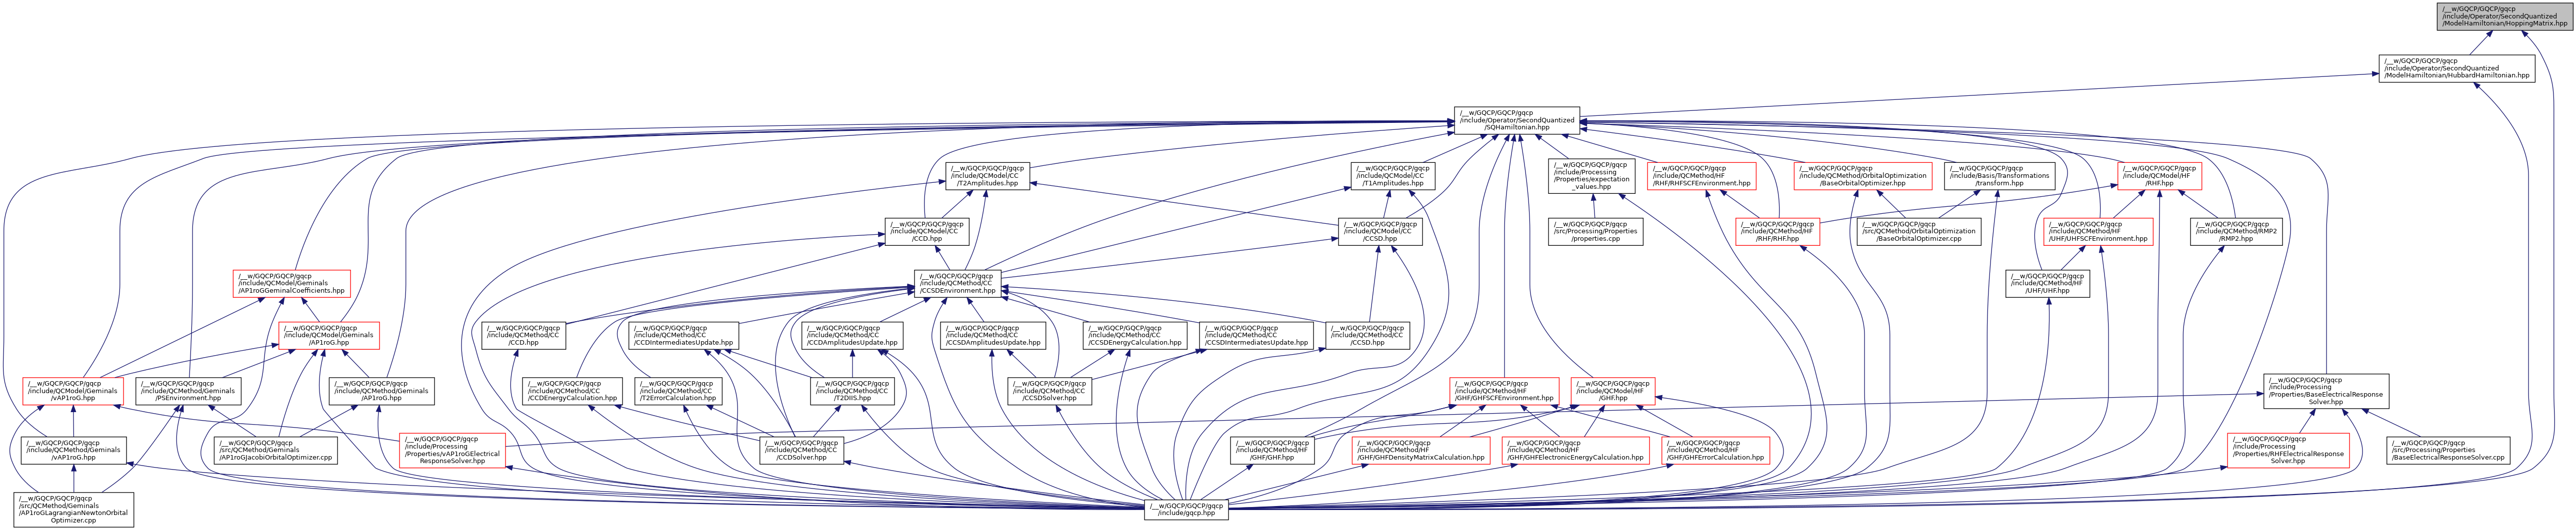 /__w/GQCP/GQCP/gqcp
/include/Operator/SecondQuantized
/ModelHamiltonian/HoppingMatrix.hpp
/__w/GQCP/GQCP/gqcp
/include/Operator/SecondQuantized
/ModelHamiltonian/HubbardHamiltonian.hpp
/__w/GQCP/GQCP/gqcp
/include/Operator/SecondQuantized
/SQHamiltonian.hpp
/__w/GQCP/GQCP/gqcp
/include/QCModel/CC
/T2Amplitudes.hpp
/__w/GQCP/GQCP/gqcp
/include/QCModel/CC
/T1Amplitudes.hpp
/__w/GQCP/GQCP/gqcp
/include/Processing
/Properties/expectation
_values.hpp
/__w/GQCP/GQCP/gqcp
/include/QCMethod/HF
/RHF/RHFSCFEnvironment.hpp
/__w/GQCP/GQCP/gqcp
/include/QCMethod/OrbitalOptimization
/BaseOrbitalOptimizer.hpp
/__w/GQCP/GQCP/gqcp
/include/Basis/Transformations
/transform.hpp
/__w/GQCP/GQCP/gqcp
/include/QCModel/HF
/RHF.hpp
/__w/GQCP/GQCP/gqcp
/include/QCModel/CC
/CCD.hpp
/__w/GQCP/GQCP/gqcp
/include/QCModel/CC
/CCSD.hpp
/__w/GQCP/GQCP/gqcp
/src/Processing/Properties
/properties.cpp
/__w/GQCP/GQCP/gqcp
/include/QCMethod/HF
/RHF/RHF.hpp
/__w/GQCP/GQCP/gqcp
/src/QCMethod/OrbitalOptimization
/BaseOrbitalOptimizer.cpp
/__w/GQCP/GQCP/gqcp
/include/QCMethod/HF
/UHF/UHFSCFEnvironment.hpp
/__w/GQCP/GQCP/gqcp
/include/QCMethod/RMP2
/RMP2.hpp
/__w/GQCP/GQCP/gqcp
/include/QCModel/Geminals
/AP1roGGeminalCoefficients.hpp
/__w/GQCP/GQCP/gqcp
/include/QCMethod/CC
/CCSDEnvironment.hpp
/__w/GQCP/GQCP/gqcp
/include/QCMethod/HF
/UHF/UHF.hpp
/__w/GQCP/GQCP/gqcp
/include/QCModel/Geminals
/AP1roG.hpp
/__w/GQCP/GQCP/gqcp
/include/QCMethod/CC
/CCD.hpp
/__w/GQCP/GQCP/gqcp
/include/QCMethod/CC
/CCDIntermediatesUpdate.hpp
/__w/GQCP/GQCP/gqcp
/include/QCMethod/CC
/CCDAmplitudesUpdate.hpp
/__w/GQCP/GQCP/gqcp
/include/QCMethod/CC
/CCSDAmplitudesUpdate.hpp
/__w/GQCP/GQCP/gqcp
/include/QCMethod/CC
/CCSDEnergyCalculation.hpp
/__w/GQCP/GQCP/gqcp
/include/QCMethod/CC
/CCSDIntermediatesUpdate.hpp
/__w/GQCP/GQCP/gqcp
/include/QCMethod/CC
/CCSD.hpp
/__w/GQCP/GQCP/gqcp
/include/QCModel/Geminals
/vAP1roG.hpp
/__w/GQCP/GQCP/gqcp
/include/QCMethod/Geminals
/PSEnvironment.hpp
/__w/GQCP/GQCP/gqcp
/include/QCMethod/Geminals
/AP1roG.hpp
/__w/GQCP/GQCP/gqcp
/include/QCMethod/CC
/CCDEnergyCalculation.hpp
/__w/GQCP/GQCP/gqcp
/include/QCMethod/CC
/T2ErrorCalculation.hpp
/__w/GQCP/GQCP/gqcp
/include/QCMethod/CC
/T2DIIS.hpp
/__w/GQCP/GQCP/gqcp
/include/QCMethod/CC
/CCSDSolver.hpp
/__w/GQCP/GQCP/gqcp
/include/QCMethod/HF
/GHF/GHFSCFEnvironment.hpp
/__w/GQCP/GQCP/gqcp
/include/QCModel/HF
/GHF.hpp
/__w/GQCP/GQCP/gqcp
/include/Processing
/Properties/BaseElectricalResponse
Solver.hpp
/__w/GQCP/GQCP/gqcp
/include/QCMethod/Geminals
/vAP1roG.hpp
/__w/GQCP/GQCP/gqcp
/src/QCMethod/Geminals
/AP1roGJacobiOrbitalOptimizer.cpp
/__w/GQCP/GQCP/gqcp
/include/Processing
/Properties/vAP1roGElectrical
ResponseSolver.hpp
/__w/GQCP/GQCP/gqcp
/include/QCMethod/CC
/CCDSolver.hpp
/__w/GQCP/GQCP/gqcp
/include/QCMethod/HF
/GHF/GHF.hpp
/__w/GQCP/GQCP/gqcp
/include/QCMethod/HF
/GHF/GHFDensityMatrixCalculation.hpp
/__w/GQCP/GQCP/gqcp
/include/QCMethod/HF
/GHF/GHFElectronicEnergyCalculation.hpp
/__w/GQCP/GQCP/gqcp
/include/QCMethod/HF
/GHF/GHFErrorCalculation.hpp
/__w/GQCP/GQCP/gqcp
/include/Processing
/Properties/RHFElectricalResponse
Solver.hpp
/__w/GQCP/GQCP/gqcp
/src/Processing/Properties
/BaseElectricalResponseSolver.cpp
/__w/GQCP/GQCP/gqcp
/src/QCMethod/Geminals
/AP1roGLagrangianNewtonOrbital
Optimizer.cpp
/__w/GQCP/GQCP/gqcp
/include/gqcp.hpp